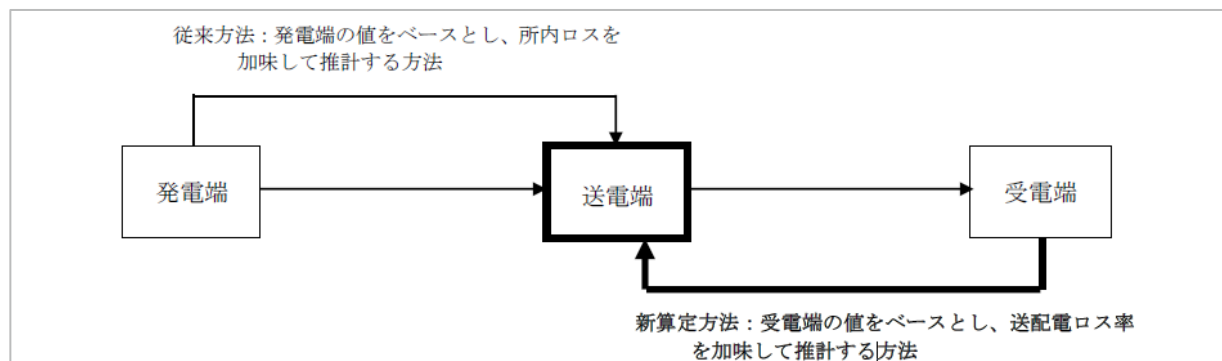 従来方法：発電端の値をベースとし、所内ロスを
加味して推計する方法
発電端
送電端
受電端
新算定方法：受電端の値をベースとし、送配電ロス率
を加味して推計する方法